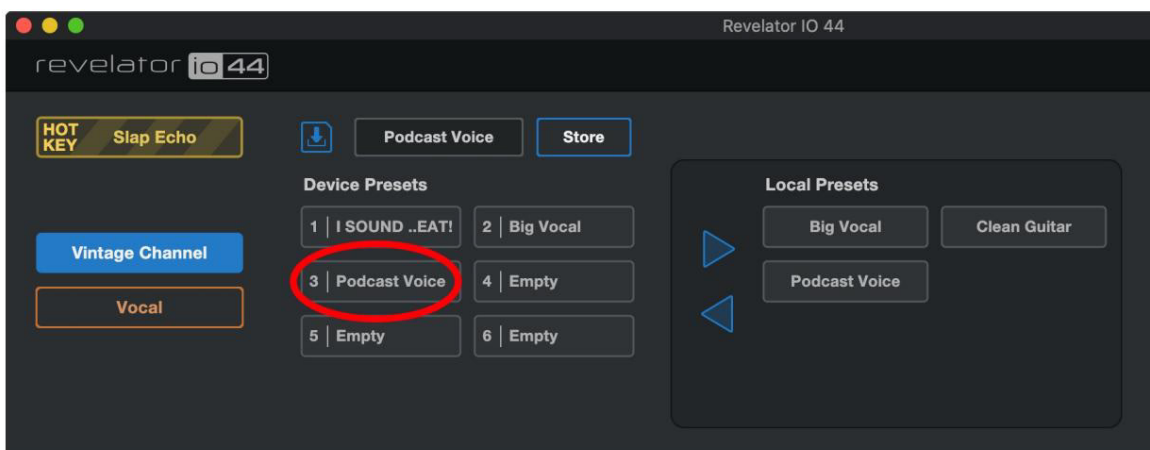 Revelator IO 44
revelator io 44
HOT KEY Slap Echo
Podcast Voice
Store
Device Presets
1 | I SOUND ..EAT!
2 | Big Vocal
3 | Podcast Voice
4 | Empty
5 | Empty
6 | Empty
Vintage Channel
Vocal
Local Presets
Big Vocal
Clean Guitar
Podcast Voice